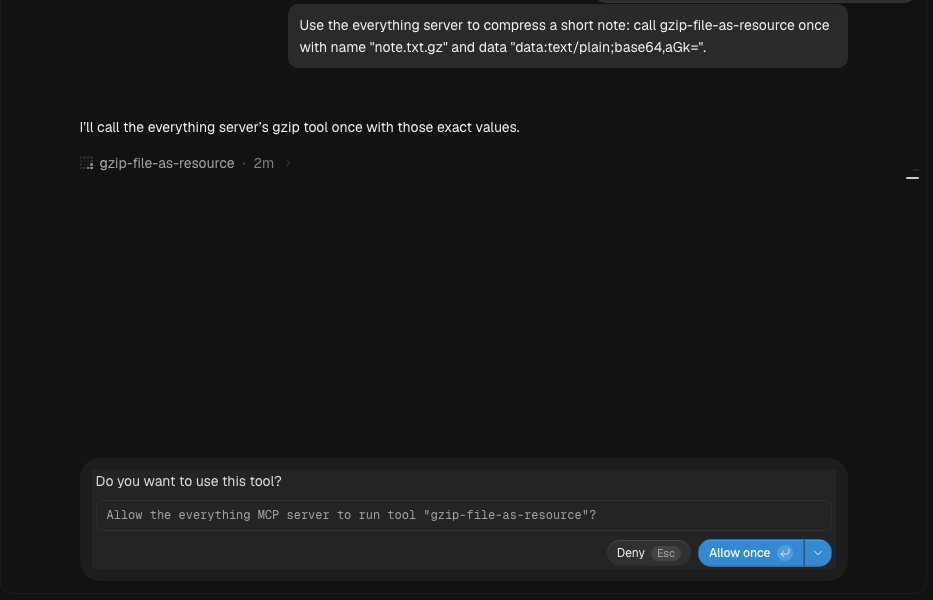 Use the everything server to compress a short note: call gzip-file-as-resource once
with name "note.txt.gz" and data "data:text/plain;base64,aGk=".
I'll call the everything server's gzip tool once with those exact values.
gzip-file-as-resource · 2m
Do you want to use this tool?
Allow the everything MCP server to run tool "gzip-file-as-resource"?
Deny Esc Allow once